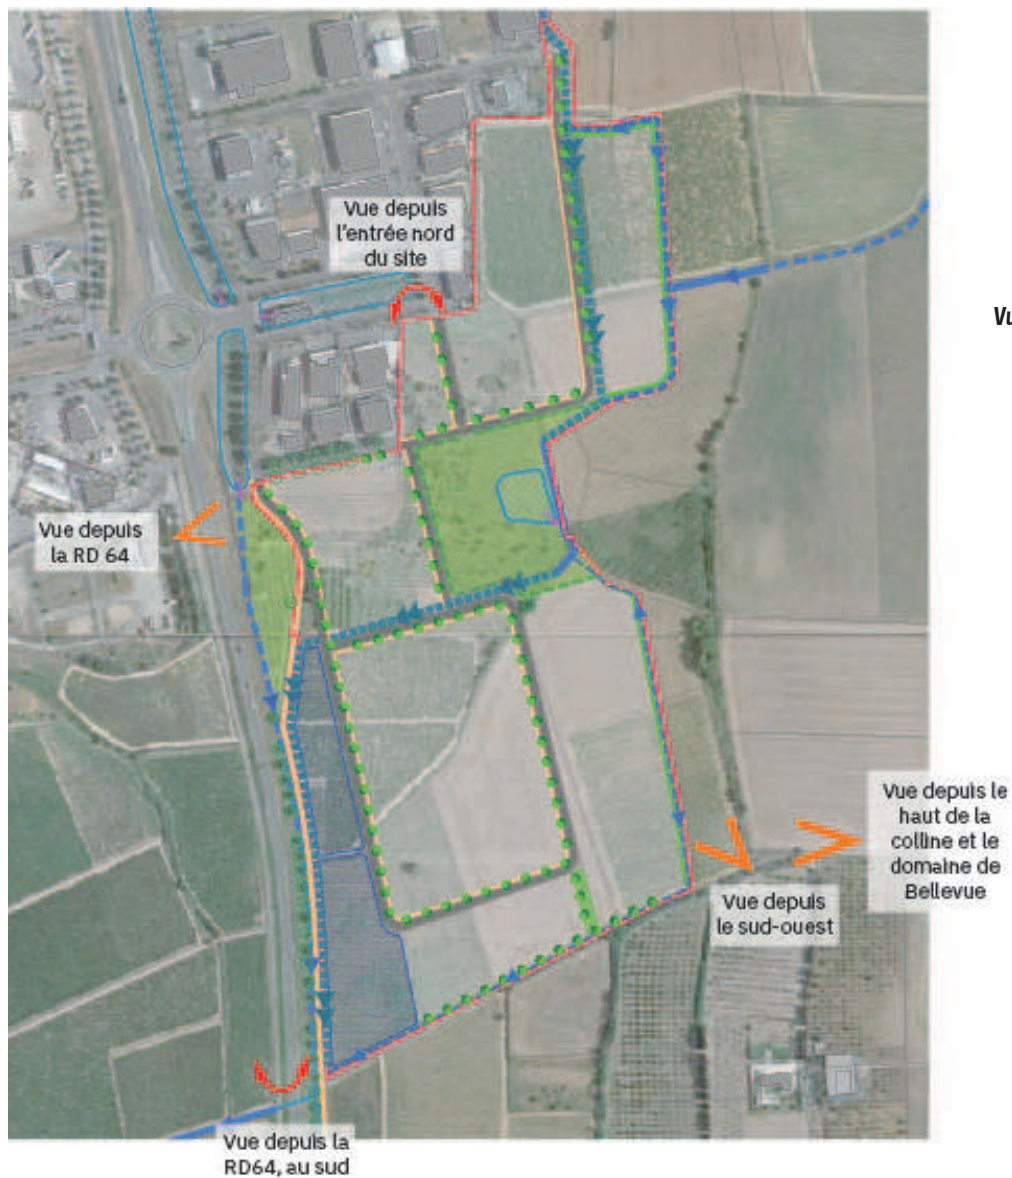 Vue depuis
l'entrée nord
du site
Vu
Vue depuis
la RD 64
Vue depuis le
haut de la
colline et le
domaine de
Bellevue
Vue depuis
le sud-ouest
Vue depuis la
RD64, au sud